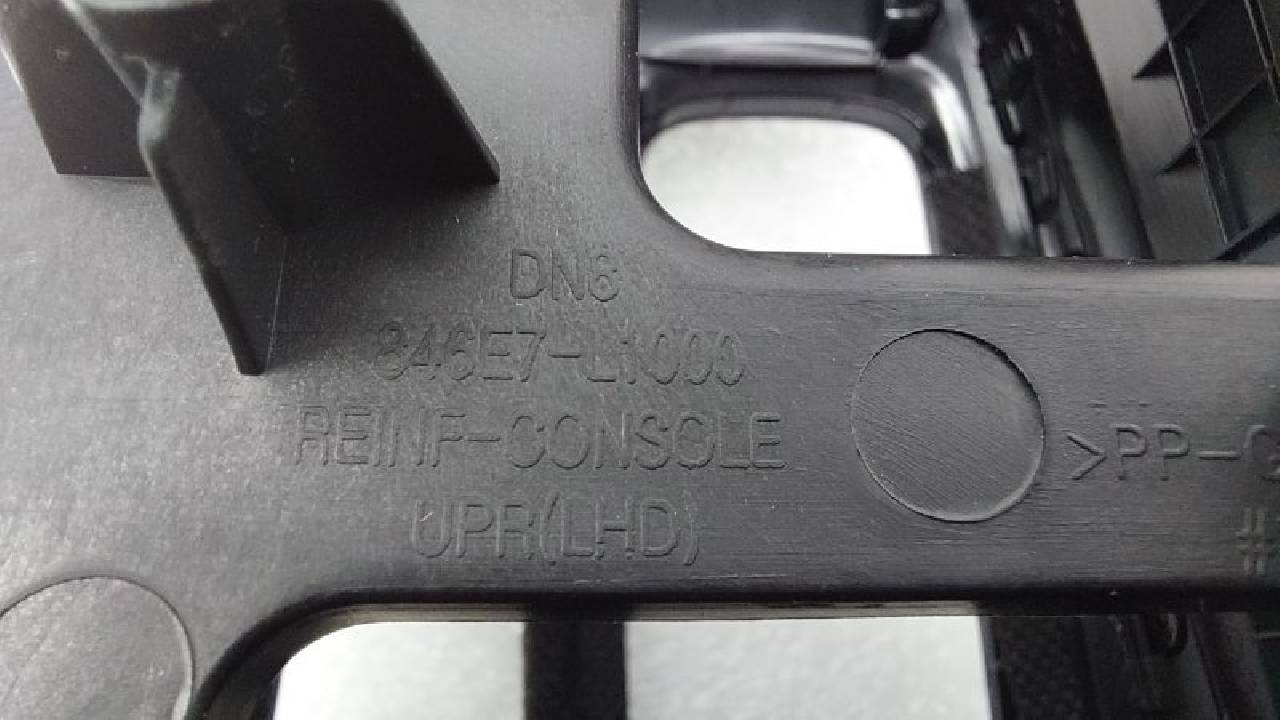 DN8
846E7-L1000
REINF-CONSOLE
UPR(LHD)
>PP-
#